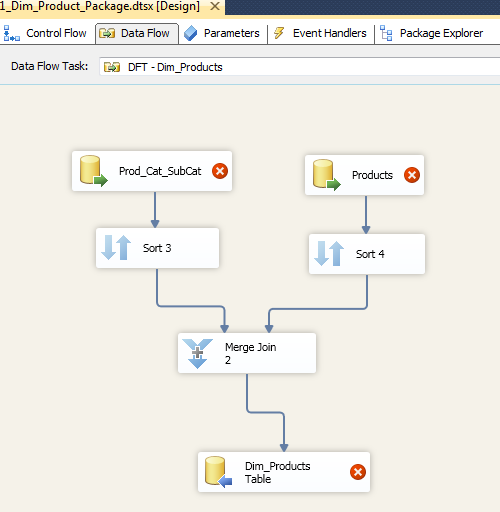 1_Dim_Product_Package.dtsx [Design]
Control Flow Data Flow Parameters Event Handlers Package Explorer
Data Flow Task: DFT - Dim_Products
Prod_Cat_SubCat Products
Sort 3 Sort 4
Merge Join
2
Dim_Products
Table